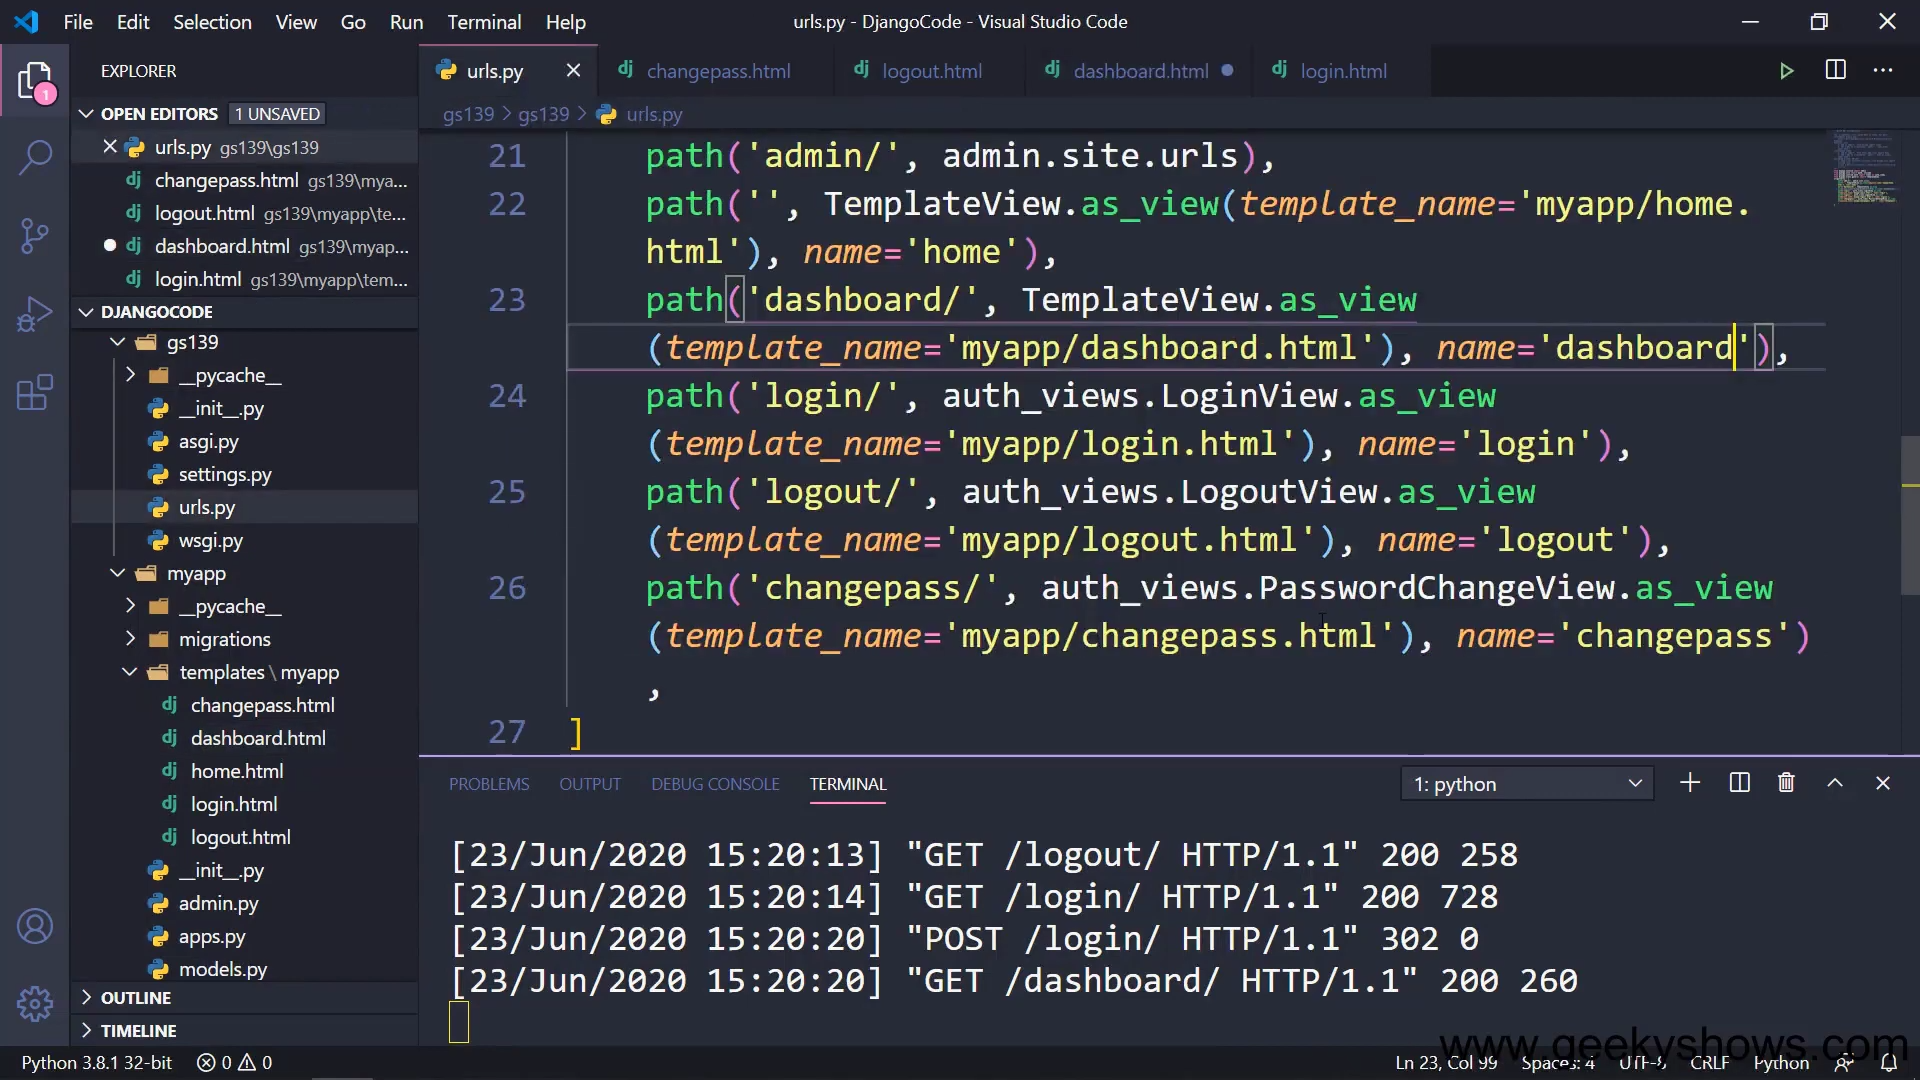 File Edit Selection View Go Run Terminal Help
urls.py - DjangoCode - Visual Studio Code
EXPLORER
1
OPEN EDITORS 1 UNSAVED
urls.py gs139\gs139
changepass.html gs139\mya...
logout.html gs139\myapp\te...
dashboard.html gs139\myap...
login.html gs139\myapp\tem...
DJANGOCODE
gs139
__pycache__
__init__.py
asgi.py
settings.py
urls.py
wsgi.py
myapp
__pycache__
migrations
templates \ myapp
changepass.html
dashboard.html
home.html
login.html
logout.html
__init__.py
admin.py
apps.py
models.py
OUTLINE
TIMELINE
urls.py changepass.html logout.html dashboard.html login.html
gs139 > gs139 > urls.py
21 path('admin/', admin.site.urls),
22 path('', TemplateView.as_view(template_name='myapp/home.
html'), name='home'),
23 path('dashboard/', TemplateView.as_view
(template_name='myapp/dashboard.html'), name='dashboard'),
24 path('login/', auth_views.LoginView.as_view
(template_name='myapp/login.html'), name='login'),
25 path('logout/', auth_views.LogoutView.as_view
(template_name='myapp/logout.html'), name='logout'),
26 path('changepass/', auth_views.PasswordChangeView.as_view
(template_name='myapp/changepass.html'), name='changepass')
,
27 ]
PROBLEMS OUTPUT DEBUG CONSOLE TERMINAL 1: python
[23/Jun/2020 15:20:13] "GET /logout/ HTTP/1.1" 200 258
[23/Jun/2020 15:20:14] "GET /login/ HTTP/1.1" 200 728
[23/Jun/2020 15:20:20] "POST /login/ HTTP/1.1" 302 0
[23/Jun/2020 15:20:20] "GET /dashboard/ HTTP/1.1" 200 260
www.geekyshows.com
Python 3.8.1 32-bit 0 0 Ln 23, Col 99 Spaces: 4 UTF-8 CRLF Python